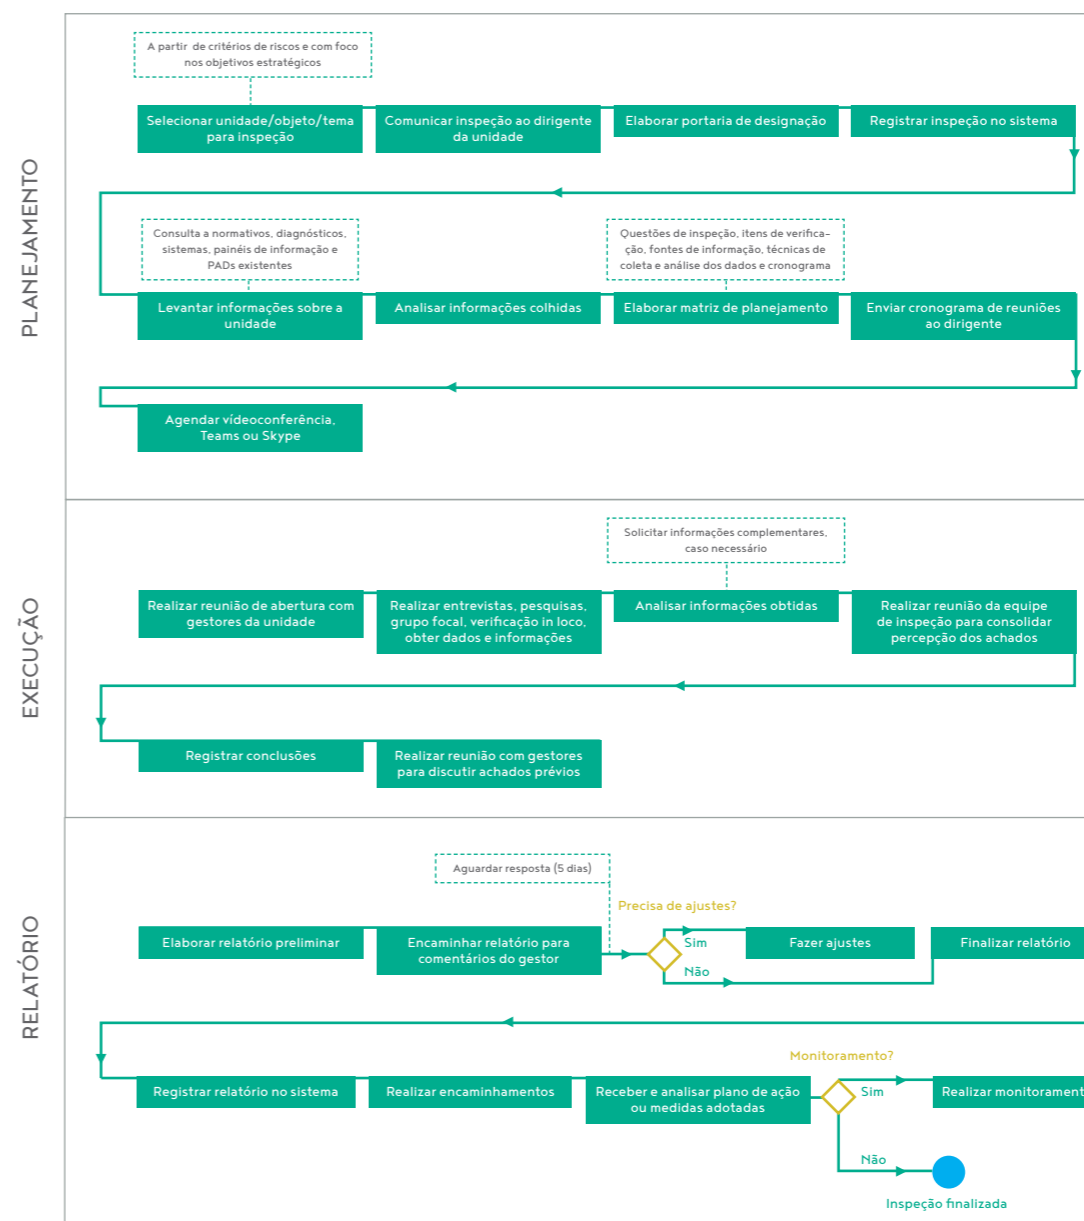 PLANEJAMENTO
A partir de critérios de riscos e com foco
nos objetivos estratégicos
Selecionar unidade/objeto/tema
para inspeção
Comunicar inspeção ao dirigente
da unidade
Elaborar portaria de designação
Registrar inspeção no sistema
Consulta a normativos, diagnósticos,
sistemas, painéis de informação e
PADs existentes
Questões de inspeção, itens de verifica-
ção, fontes de informação, técnicas de
coleta e análise dos dados e cronograma
Levantar informações sobre a
unidade
Analisar informações colhidas
Elaborar matriz de planejamento
Enviar cronograma de reuniões
ao dirigente
Agendar vídeoconferência,
Teams ou Skype
EXECUÇÃO
Solicitar informações complementares,
caso necessário
Realizar reunião de abertura com
gestores da unidade
Realizar entrevistas, pesquisas,
grupo focal, verificação in loco,
obter dados e informações
Analisar informações obtidas
Realizar reunião da equipe
de inspeção para consolidar
percepção dos achados
Registrar conclusões
Realizar reunião com gestores
para discutir achados prévios
RELATÓRIO
Aguardar resposta (5 dias)
Elaborar relatório preliminar
Encaminhar relatório para
comentários do gestor
Precisa de ajustes?
Sim
Não
Fazer ajustes
Finalizar relatório
Registrar relatório no sistema
Realizar encaminhamentos
Receber e analisar plano de ação
ou medidas adotadas
Monitoramento?
Sim
Realizar monitorament
Não
Inspeção finalizada